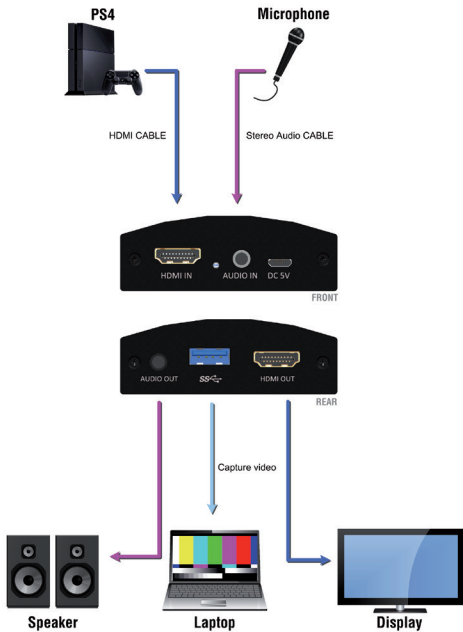 PS4
Microphone
HDMI CABLE
Stereo Audio CABLE
HDMI IN
AUDIO IN
DC 5V
FRONT
AUDIO OUT
SS
HDMI OUT
REAR
Capture video
Speaker
Laptop
Display